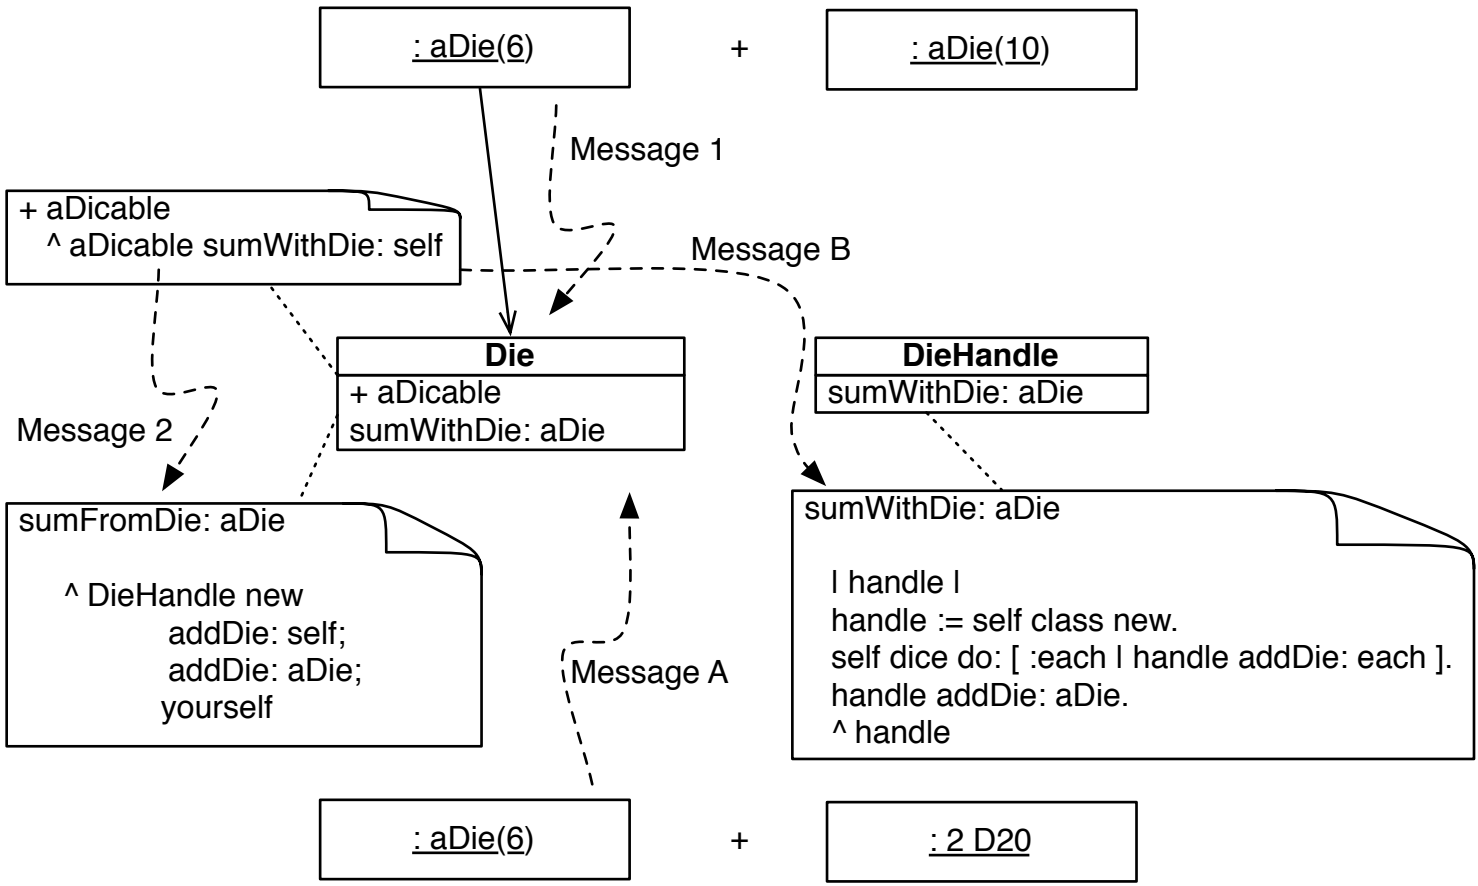 : aDie(6)
+
: aDie(10)
Message 1
+ aDicable
^ aDicable sumWithDie: self
Message B
Die
+ aDicable
sumWithDie: aDie
DieHandle
sumWithDie: aDie
Message 2
sumFromDie: aDie
^ DieHandle new
addDie: self;
addDie: aDie;
yourself
sumWithDie: aDie
| handle |
handle := self class new.
self dice do: [ :each | handle addDie: each ].
handle addDie: aDie.
^ handle
Message A
: aDie(6)
+
: 2 D20